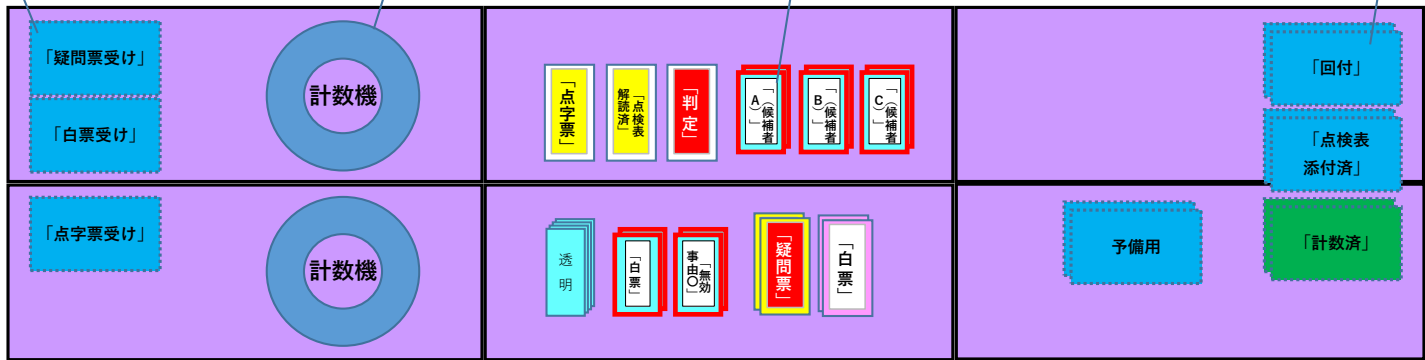 「疑問票受け」
「白票受け」
計数機
「点字票」
「点検表
解読済」
「判定」
「（候補者
A）」
「（候補者
B）」
「（候補者
C）」
「回付」
「点検表
添付済」
「点字票受け」
計数機
透明
「白票」
「無効
事由〇」
「疑問票」
「白票」
予備用
「計数済」